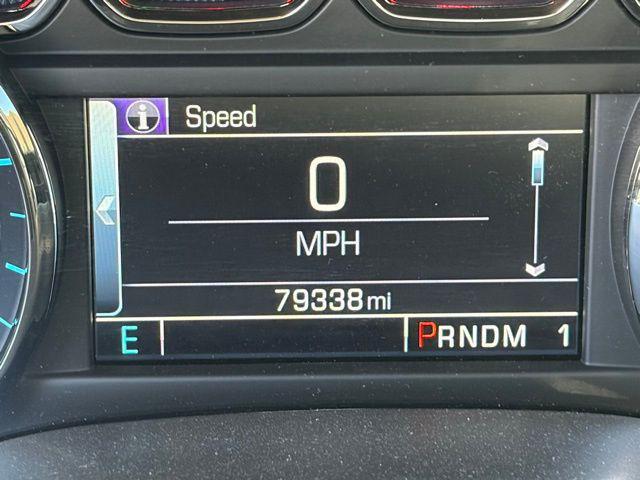 i Speed
0
MPH
79338 mi
E PRNDM 1